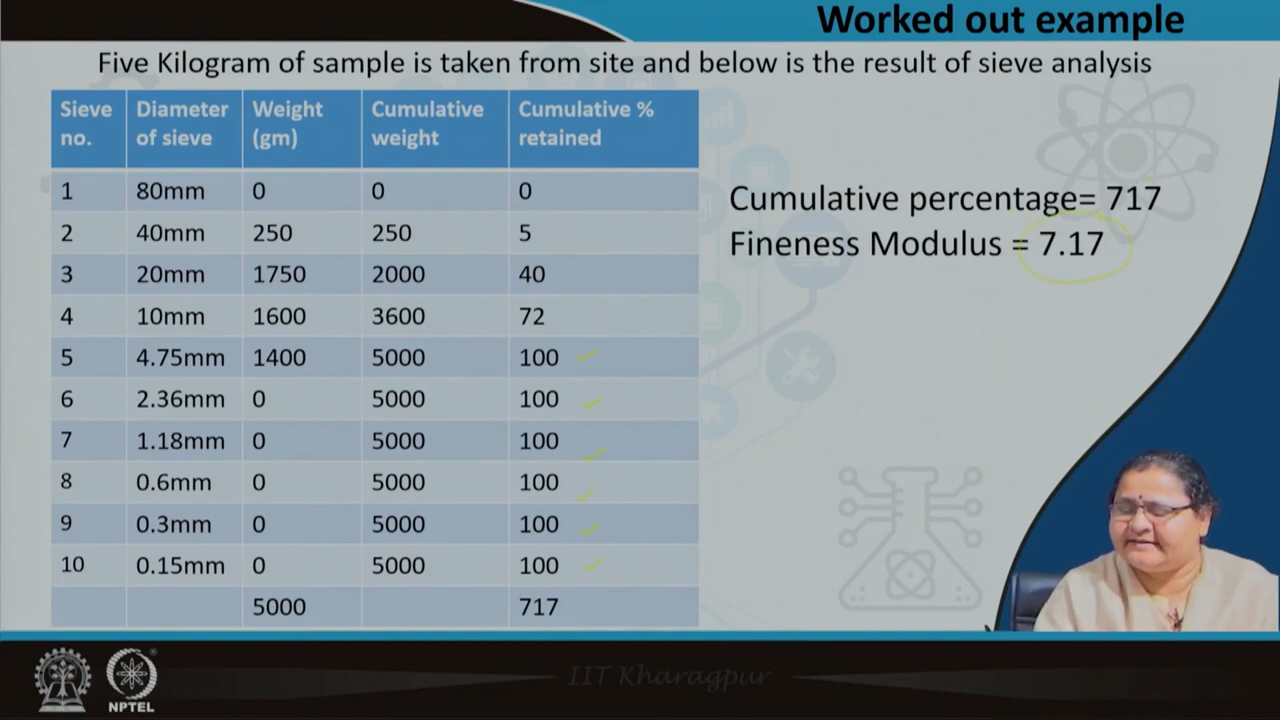 Worked out example
Five Kilogram of sample is taken from site and below is the result of sieve analysis
Sieve no. Diameter of sieve Weight (gm) Cumulative weight Cumulative % retained
1 80mm 0 0 0
2 40mm 250 250 5
3 20mm 1750 2000 40
4 10mm 1600 3600 72
5 4.75mm 1400 5000 100
6 2.36mm 0 5000 100
7 1.18mm 0 5000 100
8 0.6mm 0 5000 100
9 0.3mm 0 5000 100
10 0.15mm 0 5000 100
5000 717
Cumulative percentage= 717
Fineness Modulus = 7.17
IIT Kharagpur
NPTEL